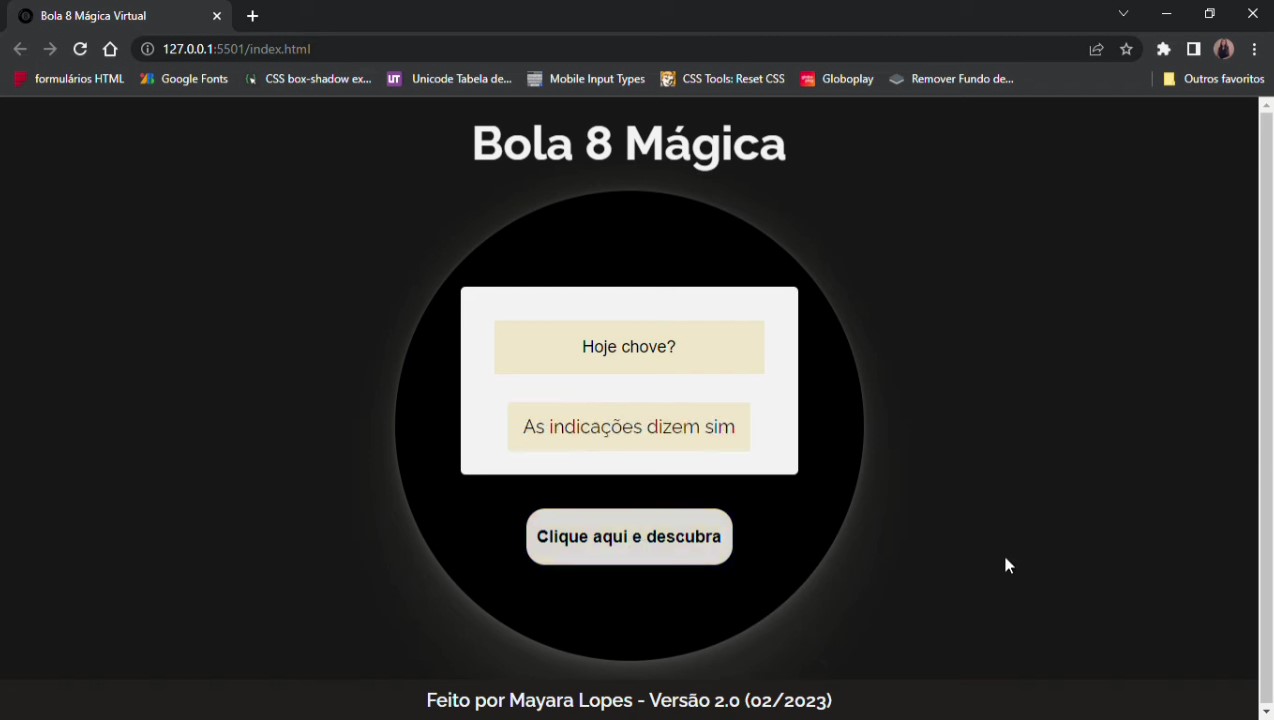 Bola 8 Mágica Virtual
127.0.0.1:5501/index.html
formulários HTML
Google Fonts
CSS box-shadow ex...
UT
Unicode Tabela de...
Mobile Input Types
CSS Tools: Reset CSS
Globoplay
Remover Fundo de...
Outros favoritos
Bola 8 Mágica
Hoje chove?
As indicações dizem sim
Clique aqui e descubra
Feito por Mayara Lopes - Versão 2.0 (02/2023)